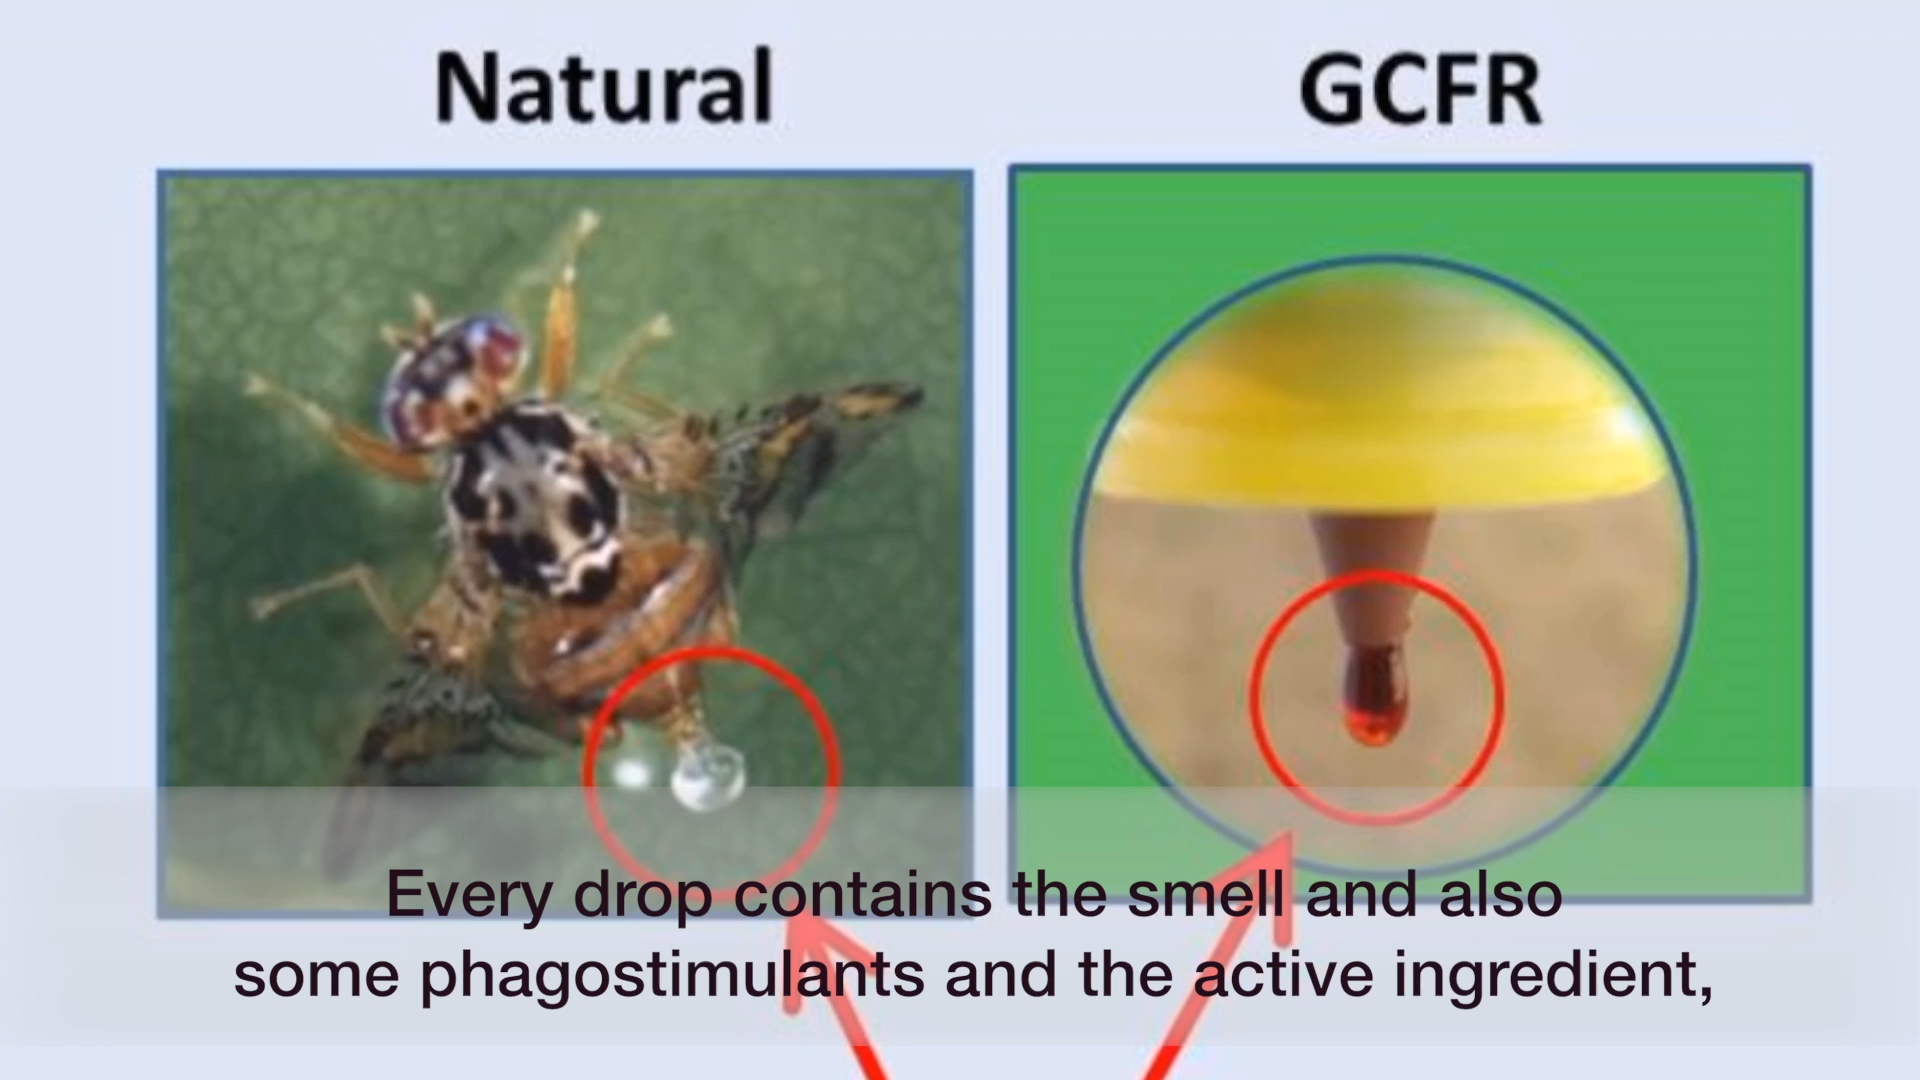 Natural
GCFR
Every drop contains the smell and also
some phagostimulants and the active ingredient,